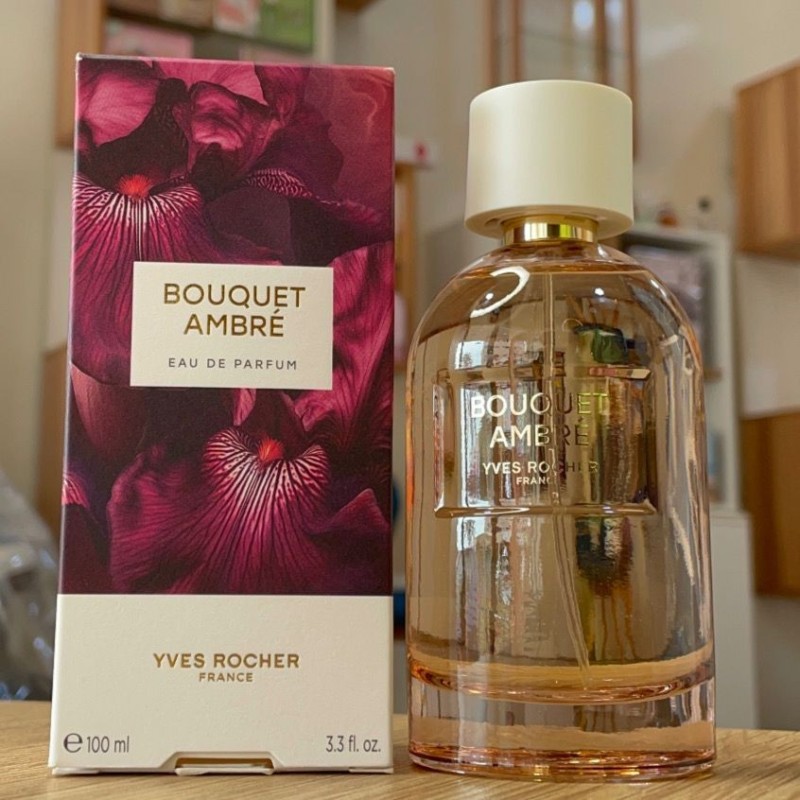 BOUQUET
AMBRÉ
EAU DE PARFUM
YVES ROCHER
FRANCE
℮ 100 ml
3.3 fl. oz.
BOUQUET
AMBRÉ
YVES ROCHER
FRANCE